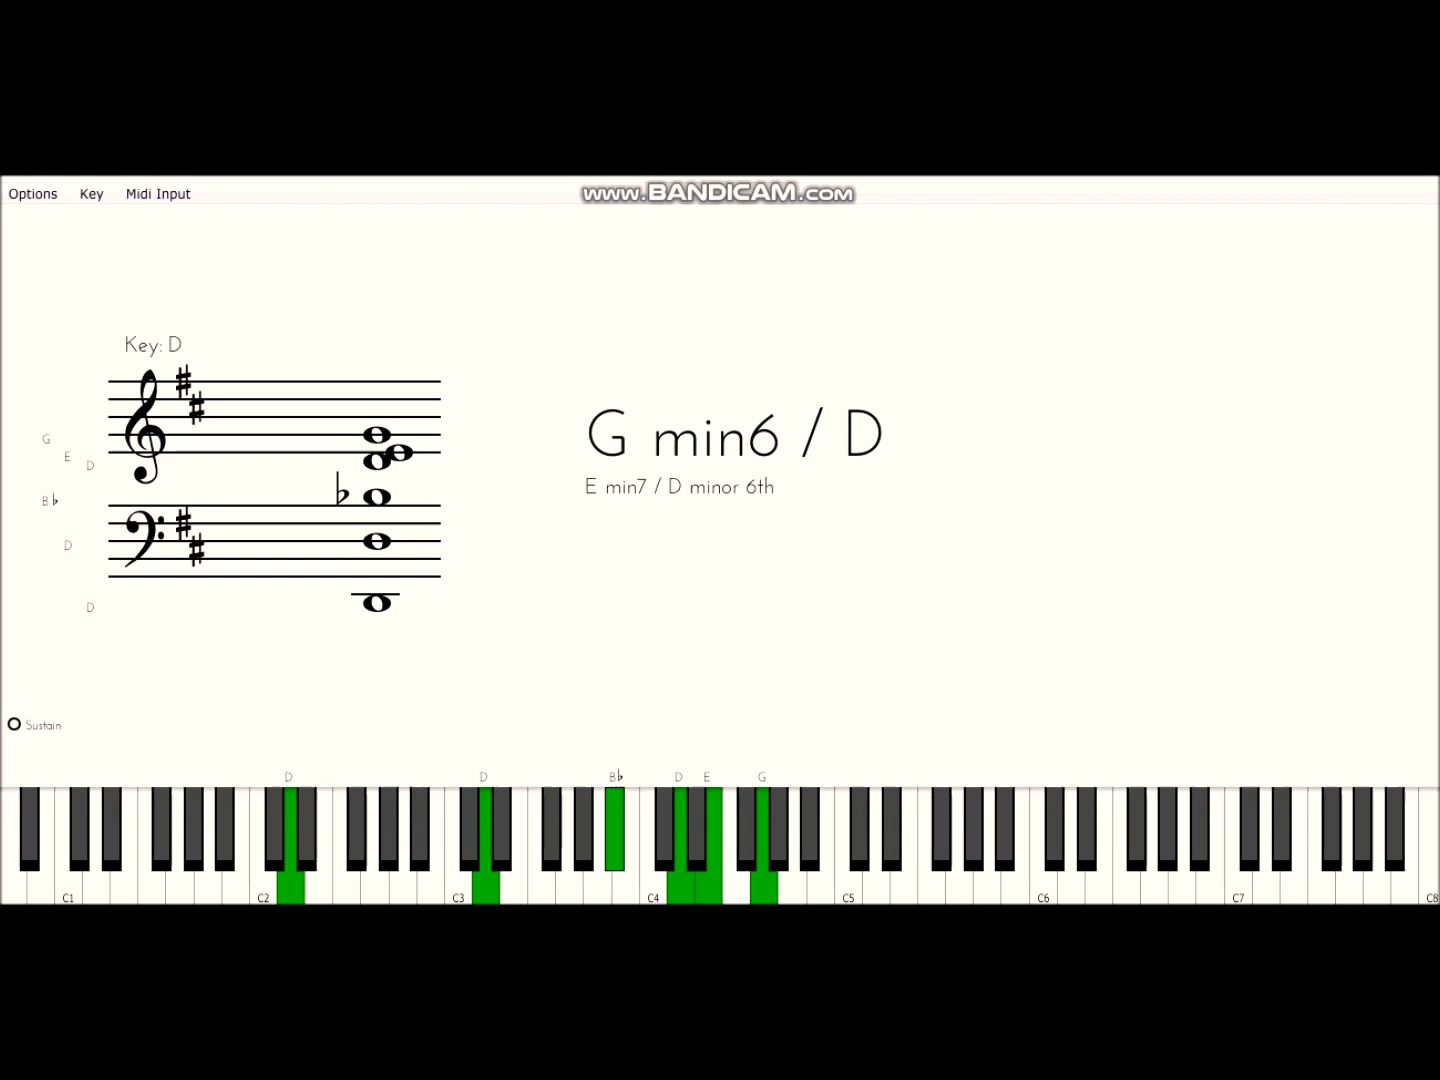 Options Key Midi Input
www.BANDICAM.com
Key: D
G min6 / D
E min7 / D minor 6th
G
E
D
B♭
D
D
Sustain
D D B♭ D E G
C1 C2 C3 C4 C5 C6 C7 C8